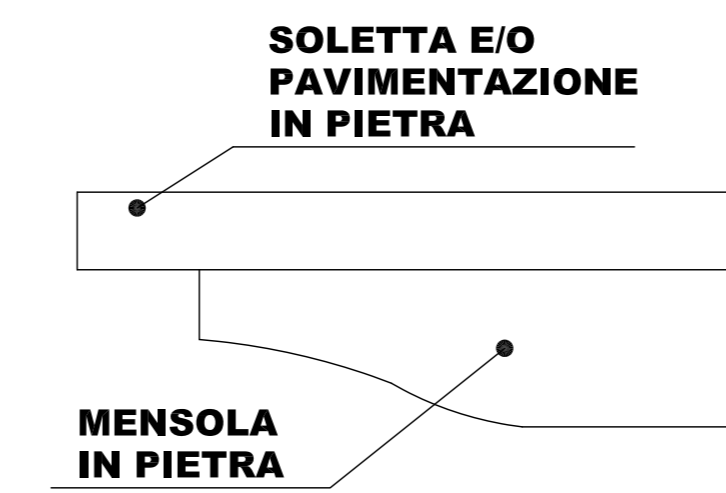 SOLETTA E/O
PAVIMENTAZIONE
IN PIETRA
MENSOLA
IN PIETRA